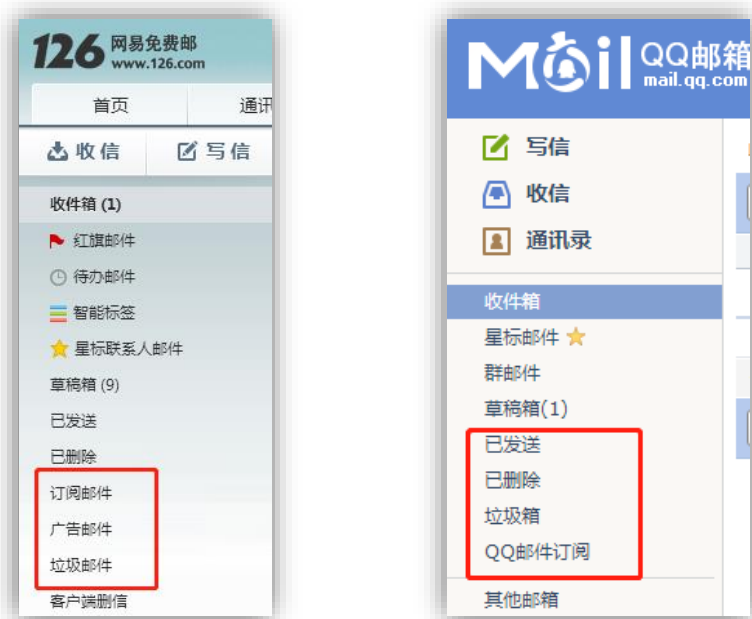 126 网易免费邮
www.126.com
首页 通讯
收信 写信
收件箱 (1)
红旗邮件
待办邮件
智能标签
星标联系人邮件
草稿箱 (9)
已发送
已删除
订阅邮件
广告邮件
垃圾邮件
客户端删信
Mail QQ邮箱
mail.qq.com
写信
收信
通讯录
收件箱
星标邮件
群邮件
草稿箱(1)
已发送
已删除
垃圾箱
QQ邮件订阅
其他邮箱